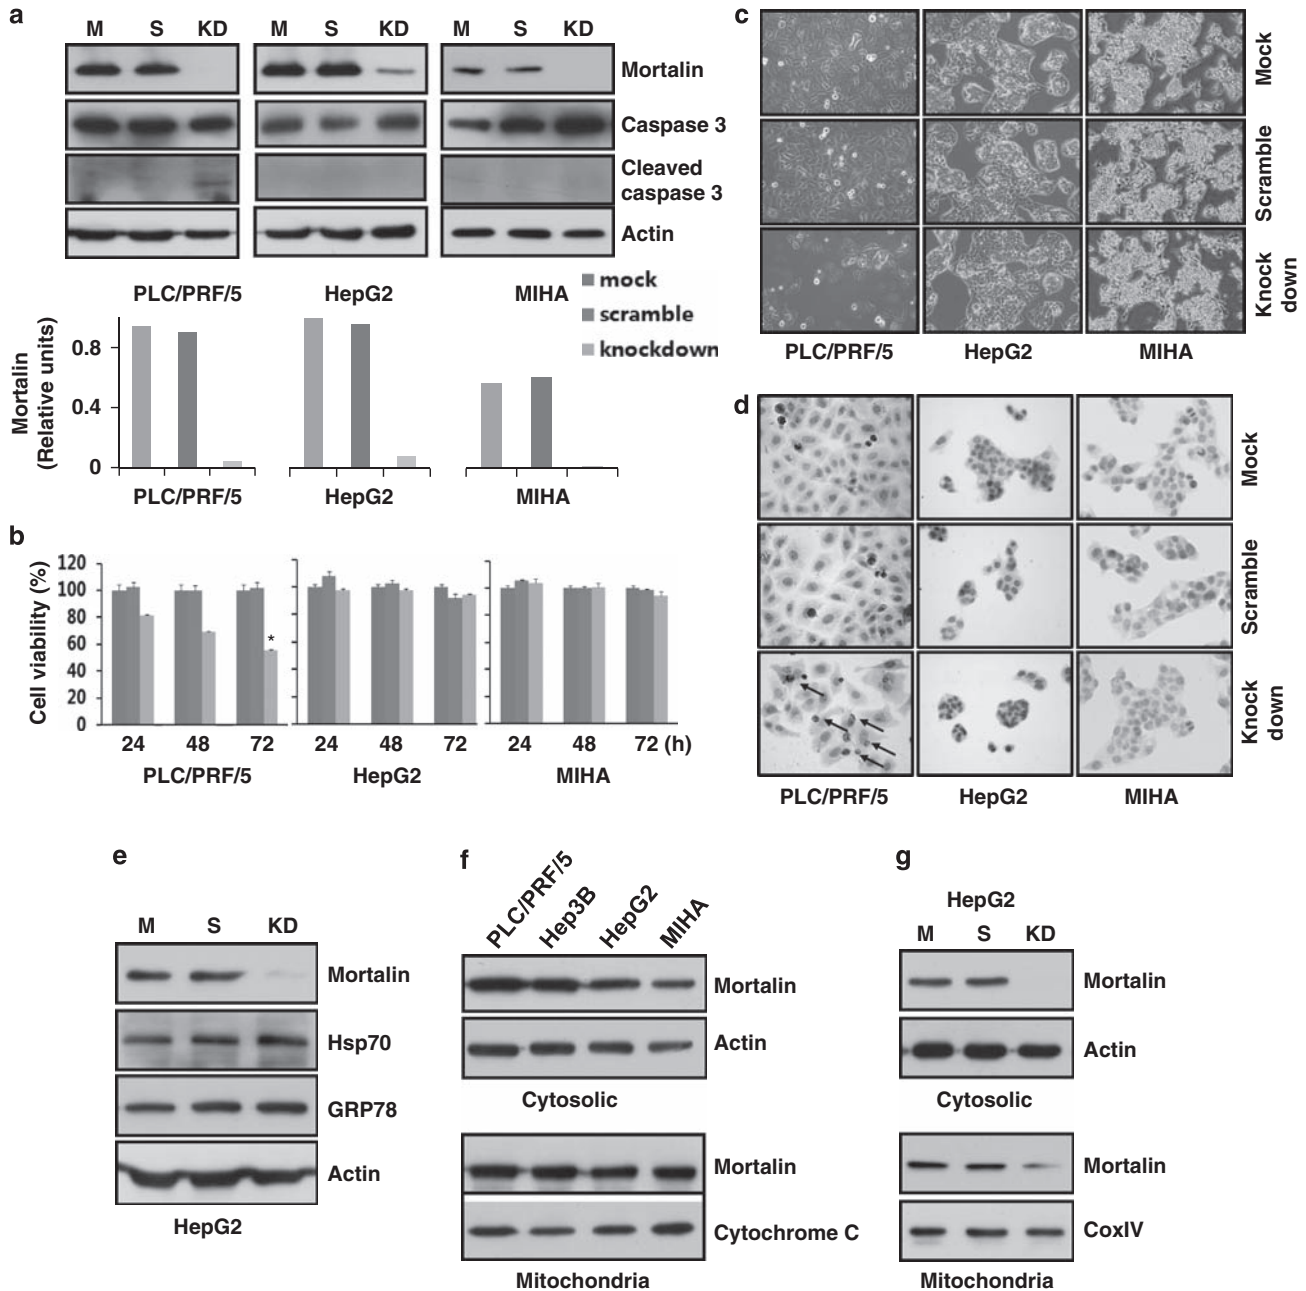 a
M S KD
M S KD
M S KD
Mortalin
Caspase 3
Cleaved
caspase 3
Actin
PLC/PRF/5
HepG2
MIHA
mock
scramble
knockdown
Mortalin
(Relative units)
0.8
0.4
0
PLC/PRF/5
HepG2
MIHA
b
Cell viability (%)
120
100
80
60
40
20
0
*
24 48 72
24 48 72
24 48 72 (h)
PLC/PRF/5
HepG2
MIHA
c
Mock
Scramble
Knock
down
PLC/PRF/5
HepG2
MIHA
d
Mock
Scramble
Knock
down
PLC/PRF/5
HepG2
MIHA
e
M S KD
Mortalin
Hsp70
GRP78
Actin
HepG2
f
PLC/PRF/5
Hep3B
HepG2
MIHA
Mortalin
Actin
Cytosolic
Mortalin
Cytochrome C
Mitochondria
g
HepG2
M S KD
Mortalin
Actin
Cytosolic
Mortalin
CoxIV
Mitochondria